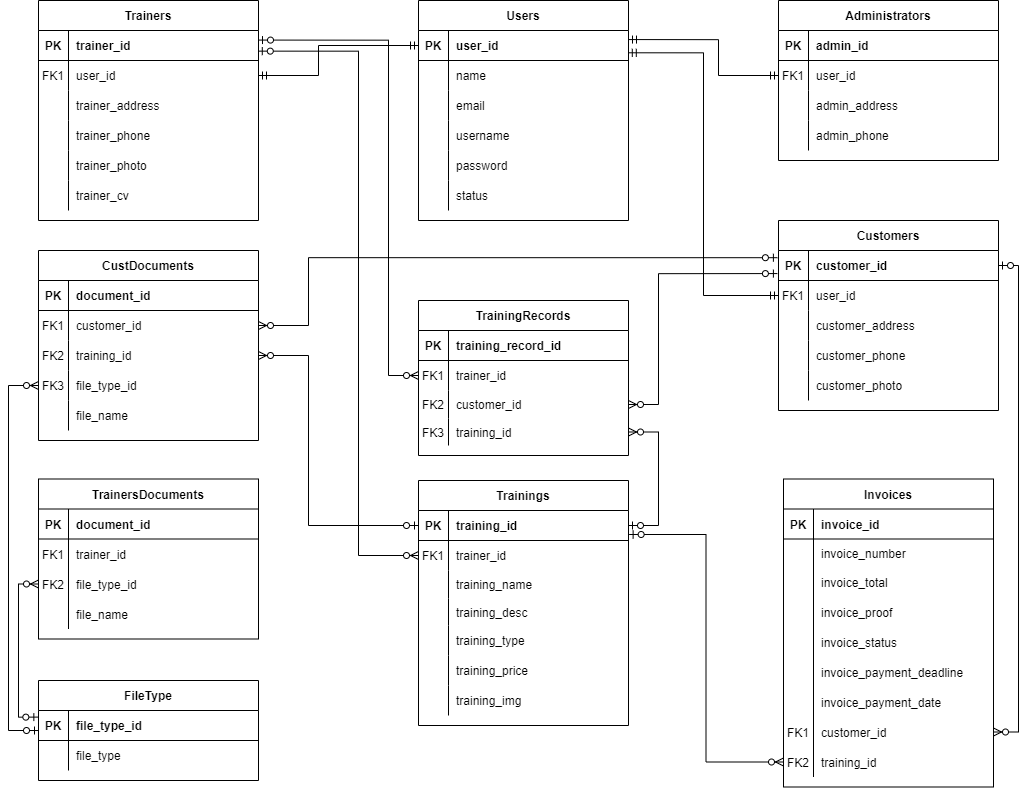 Trainers
PK trainer_id
FK1 user_id
trainer_address
trainer_phone
trainer_photo
trainer_cv
Users
PK user_id
name
email
username
password
status
Administrators
PK admin_id
FK1 user_id
admin_address
admin_phone
CustDocuments
PK document_id
FK1 customer_id
FK2 training_id
FK3 file_type_id
file_name
TrainingRecords
PK training_record_id
FK1 trainer_id
FK2 customer_id
FK3 training_id
Customers
PK customer_id
FK1 user_id
customer_address
customer_phone
customer_photo
TrainersDocuments
PK document_id
FK1 trainer_id
FK2 file_type_id
file_name
Trainings
PK training_id
FK1 trainer_id
training_name
training_desc
training_type
training_price
training_img
Invoices
PK invoice_id
invoice_number
invoice_total
invoice_proof
invoice_status
invoice_payment_deadline
invoice_payment_date
FK1 customer_id
FK2 training_id
FileType
PK file_type_id
file_type